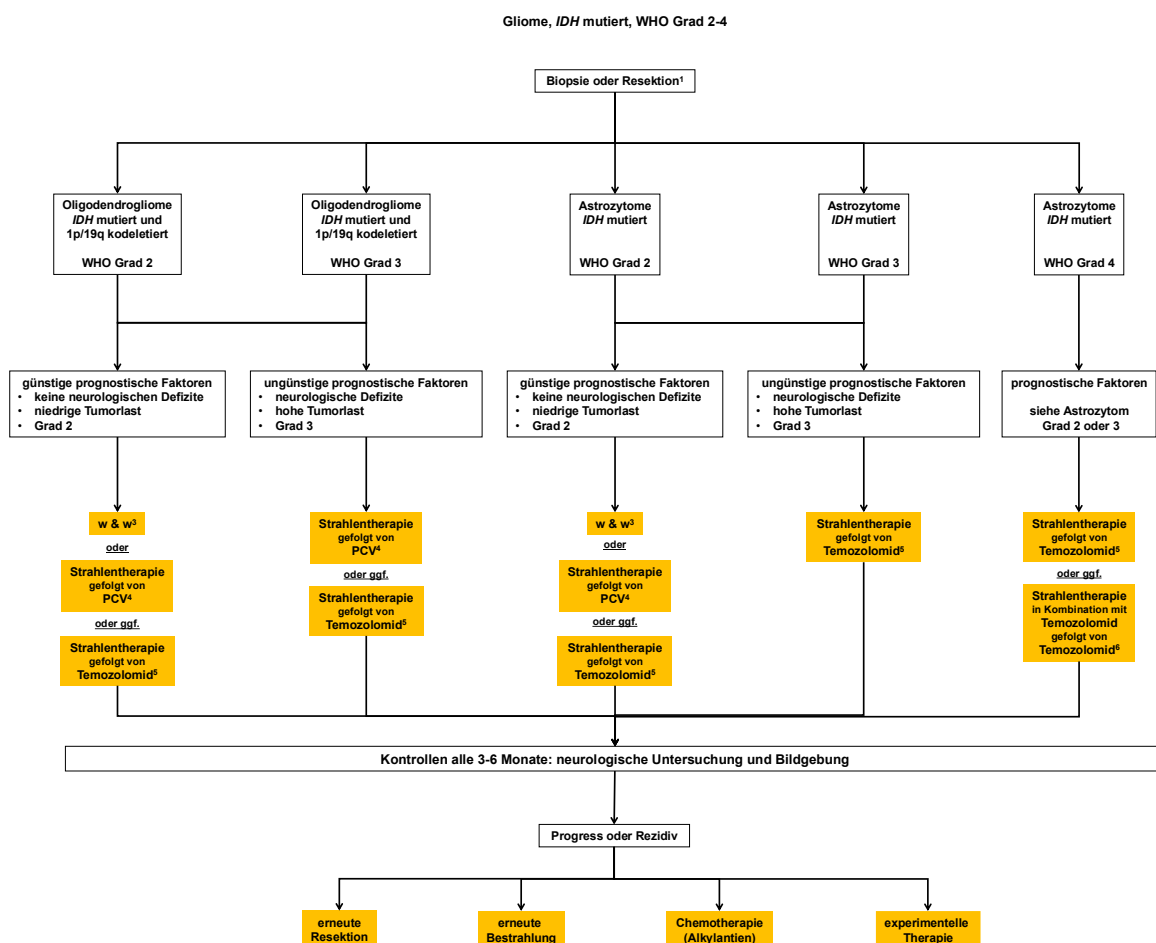 Gliome, IDH mutiert, WHO Grad 2-4
Biopsie oder Resektion¹
Oligodendrogliome
IDH mutiert und
1p/19q kodeletiert
WHO Grad 2
Oligodendrogliome
IDH mutiert und
1p/19q kodeletiert
WHO Grad 3
Astrozytome
IDH mutiert
WHO Grad 2
Astrozytome
IDH mutiert
WHO Grad 3
Astrozytome
IDH mutiert
WHO Grad 4
günstige prognostische Faktoren
• keine neurologischen Defizite
• niedrige Tumorlast
• Grad 2
ungünstige prognostische Faktoren
• neurologische Defizite
• hohe Tumorlast
• Grad 3
günstige prognostische Faktoren
• keine neurologischen Defizite
• niedrige Tumorlast
• Grad 2
ungünstige prognostische Faktoren
• neurologische Defizite
• hohe Tumorlast
• Grad 3
prognostische Faktoren
siehe Astrozytom
Grad 2 oder 3
w & w³
oder
Strahlentherapie
gefolgt von
PCV⁴
oder ggf.
Strahlentherapie
gefolgt von
Temozolomid⁵
Strahlentherapie
gefolgt von
PCV⁴
oder ggf.
Strahlentherapie
gefolgt von
Temozolomid⁵
w & w³
oder
Strahlentherapie
gefolgt von
PCV⁴
oder ggf.
Strahlentherapie
gefolgt von
Temozolomid⁵
Strahlentherapie
gefolgt von
Temozolomid⁵
Strahlentherapie
gefolgt von
Temozolomid⁵
oder ggf.
Strahlentherapie
in Kombination mit
Temozolomid
gefolgt von
Temozolomid⁶
Kontrollen alle 3-6 Monate: neurologische Untersuchung und Bildgebung
Progress oder Rezidiv
erneute
Resektion
erneute
Bestrahlung
Chemotherapie
(Alkylantien)
experimentelle
Therapie